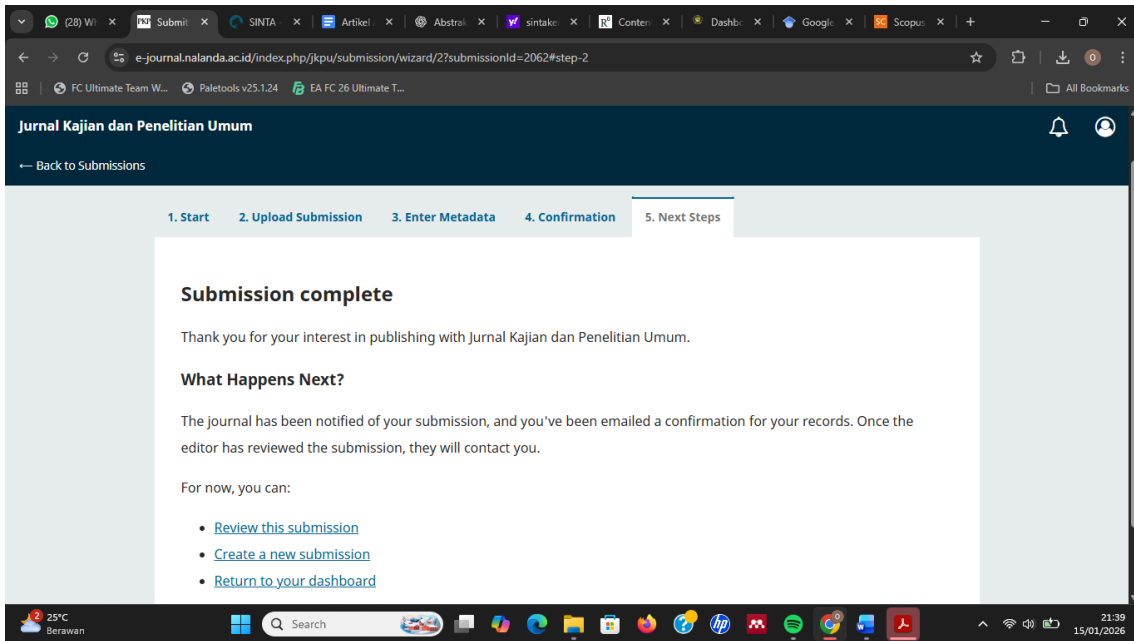 (28) Wh
PKP Submit
SINTA
Artikel
Abstrak
y! sintaker
Conten
Dashbo
Google
SC Scopus
e-journal.nalanda.ac.id/index.php/jkpu/submission/wizard/2?submissionId=2062#step-2
FC Ultimate Team W...
Paletools v25.1.24
EA FC 26 Ultimate T...
All Bookmarks
Jurnal Kajian dan Penelitian Umum
← Back to Submissions
1. Start
2. Upload Submission
3. Enter Metadata
4. Confirmation
5. Next Steps
Submission complete
Thank you for your interest in publishing with Jurnal Kajian dan Penelitian Umum.
What Happens Next?
The journal has been notified of your submission, and you've been emailed a confirmation for your records. Once the
editor has reviewed the submission, they will contact you.
For now, you can:
• Review this submission
• Create a new submission
• Return to your dashboard
2
25°C
Berawan
Search
hp
21:39
15/01/2026